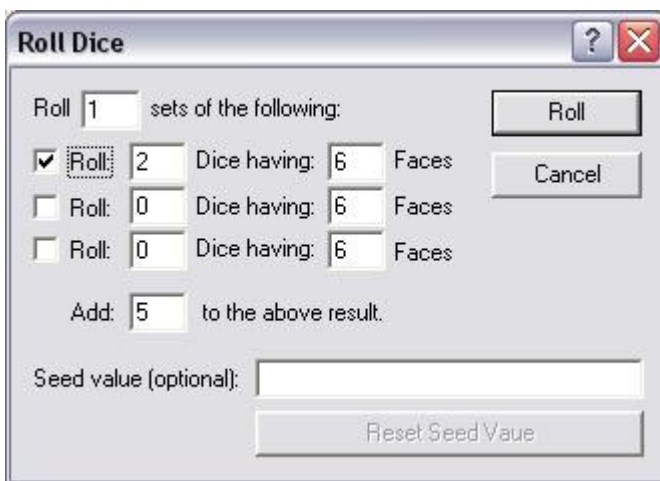 Roll Dice ?
Roll 1 sets of the following: Roll
Roll: 2 Dice having: 6 Faces Cancel
Roll: 0 Dice having: 6 Faces
Roll: 0 Dice having: 6 Faces
Add: 5 to the above result.
Seed value (optional):
Reset Seed Vaue